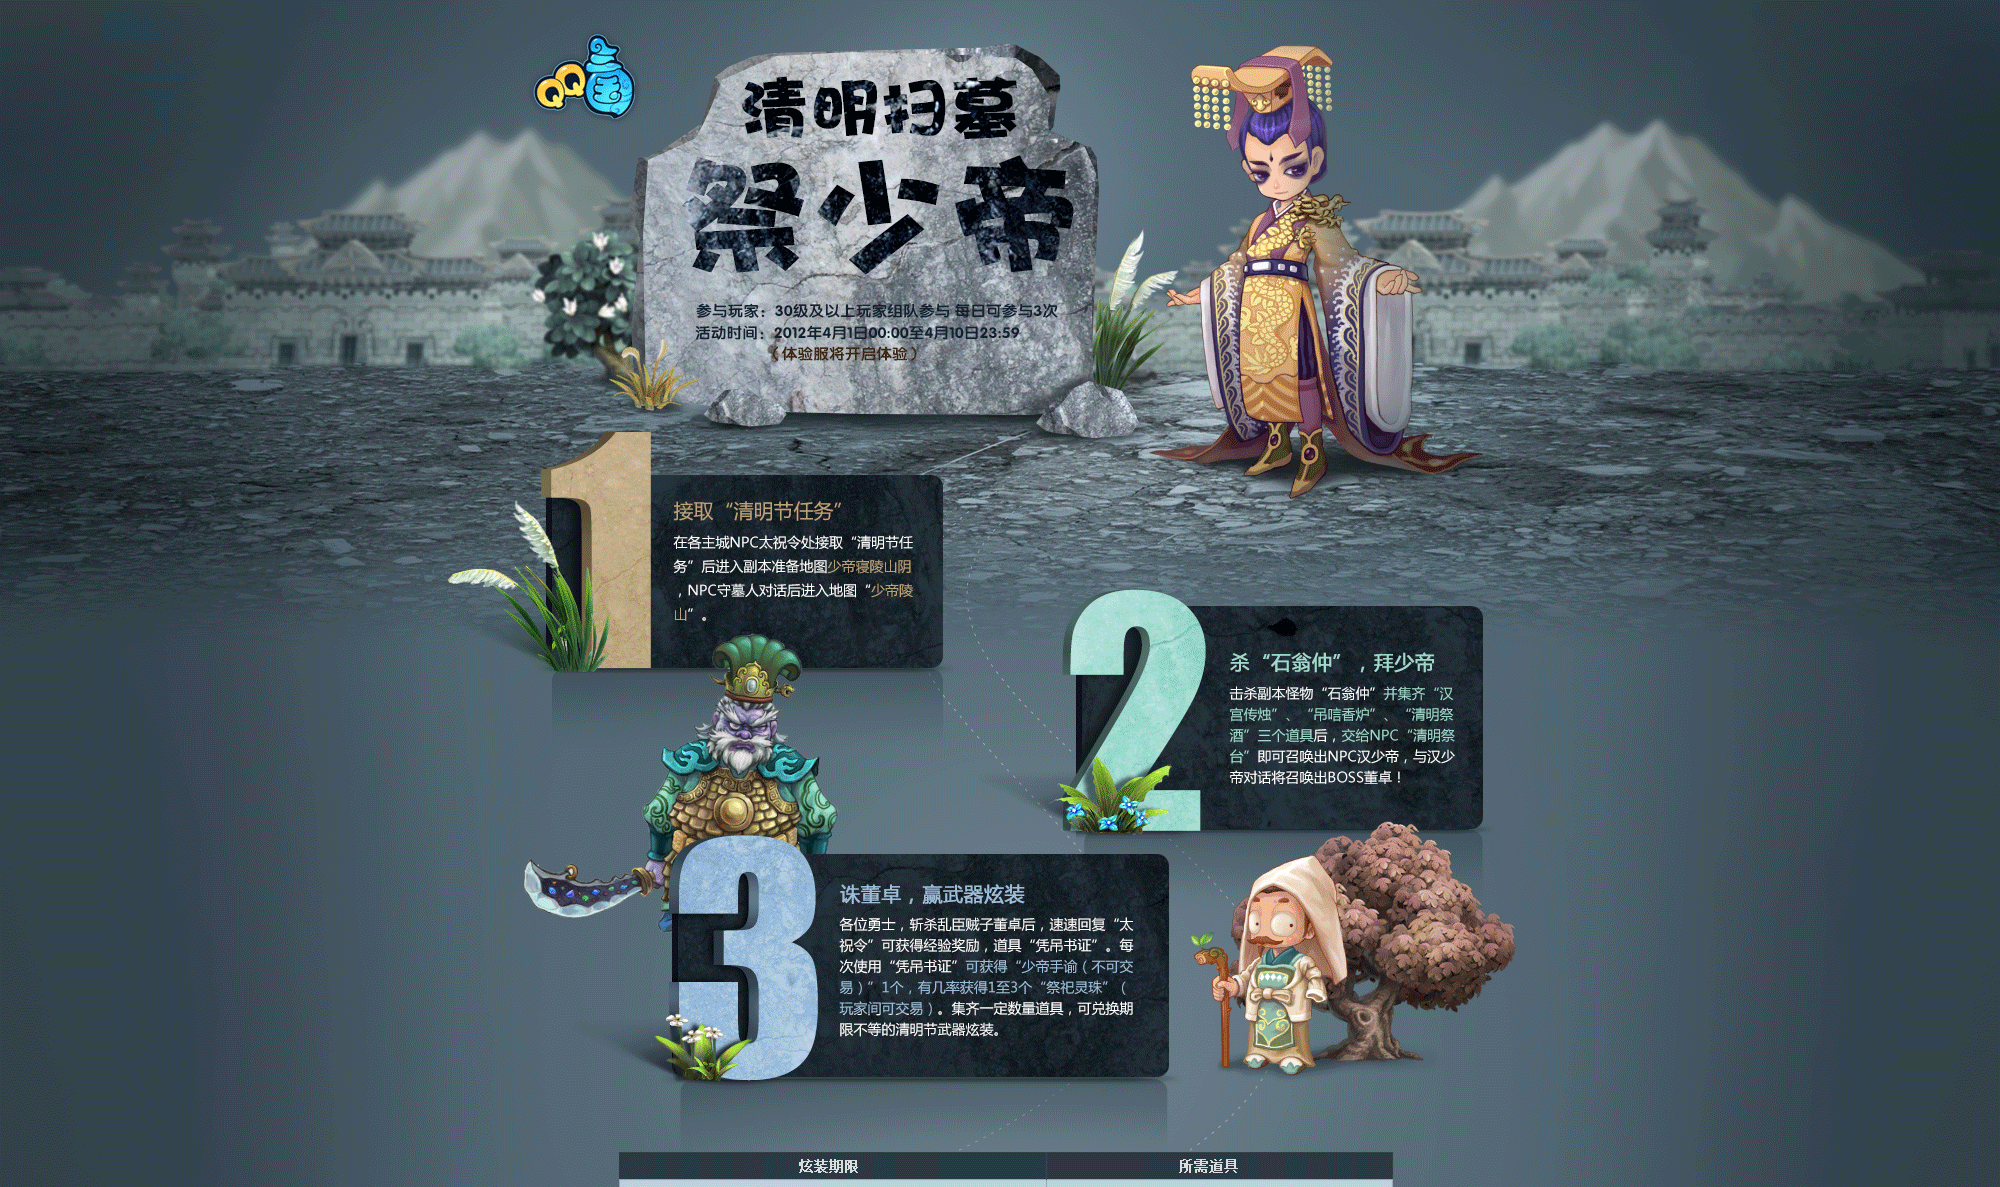 QQ
清明扫墓
祭少帝
参与玩家：30级及以上玩家组队参与 每日可参与3次
活动时间：2012年4月1日00:00至4月10日23:59
（体验服将开启体验）
1
接取“清明节任务”
在各主城NPC太祝令处接取“清明节任
务”后进入副本准备地图少帝寝陵山阴
，NPC守墓人对话后进入地图“少帝陵
山”。
2
杀“石翁仲”，拜少帝
击杀副本怪物“石翁仲”并集齐“汉
宫传烛”、“吊唁香炉”、“清明祭
酒”三个道具后，交给NPC“清明祭
台”即可召唤出NPC汉少帝，与汉少
帝对话将召唤出BOSS董卓！
3
诛董卓，赢武器炫装
各位勇士，斩杀乱臣贼子董卓后，速速回复“太
祝令”可获得经验奖励，道具“凭吊书证”。每
次使用“凭吊书证”可获得“少帝手谕（不可交
易）”1个，有几率获得1至3个“祭祀灵珠”（
玩家间可交易）。集齐一定数量道具，可兑换期
限不等的清明节武器炫装。
炫装期限
所需道具